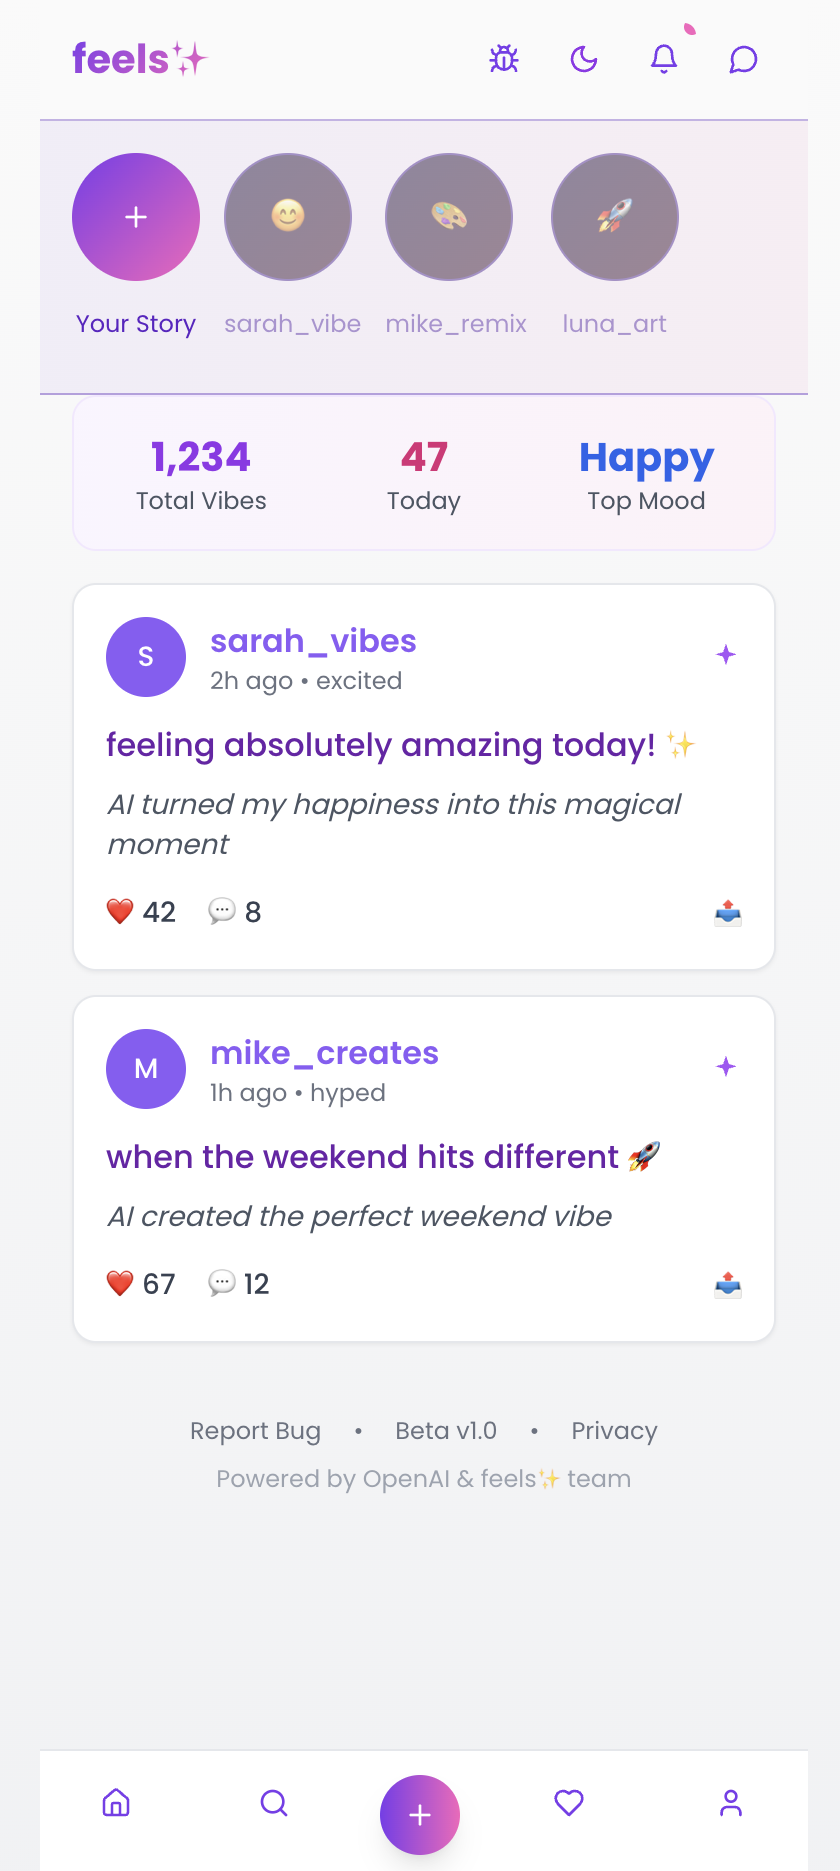 feels✨
Your Story
sarah_vibe
mike_remix
luna_art
1,234
Total Vibes
47
Today
Happy
Top Mood
S
sarah_vibes
2h ago • excited
feeling absolutely amazing today! ✨
AI turned my happiness into this magical
moment
❤️ 42 💬 8
M
mike_creates
1h ago • hyped
when the weekend hits different 🚀
AI created the perfect weekend vibe
❤️ 67 💬 12
Report Bug • Beta v1.0 • Privacy
Powered by OpenAI & feels✨ team